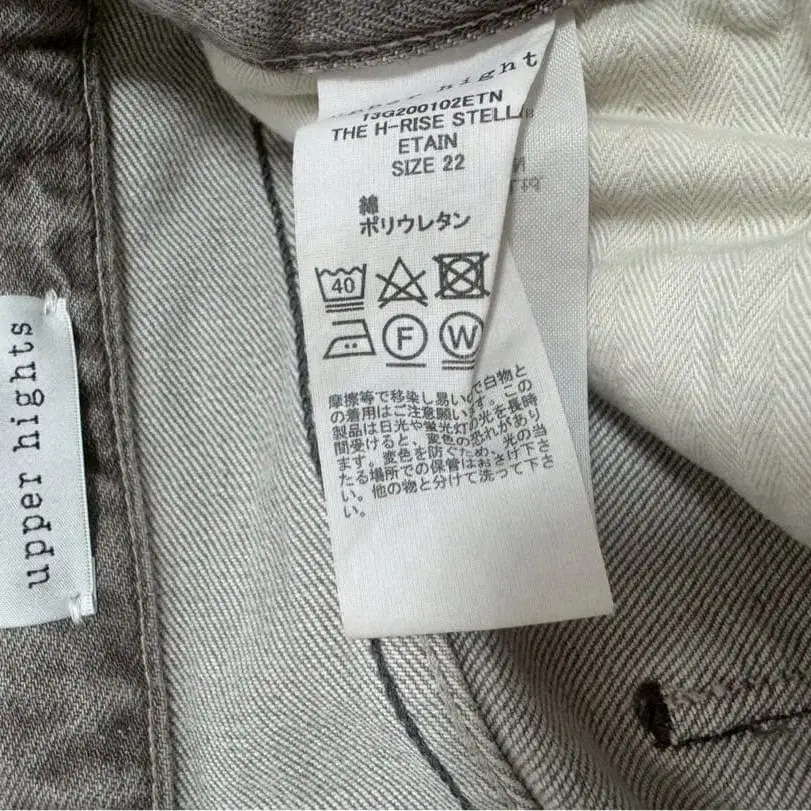 upper hights
13G200102ETN
THE H-RISE STELLA
ETAIN
SIZE 22
綿
ポリウレタン
40
F
W
摩擦等で移染し易いので白物と
の着用はご注意願います。この
製品は日光や蛍光灯の光を長時
間受けると、変色の恐れがあり
ます。変色を防ぐため、光の当
たる場所での保管はおさけ下さ
い。他の物と分けて洗って下さ
い。